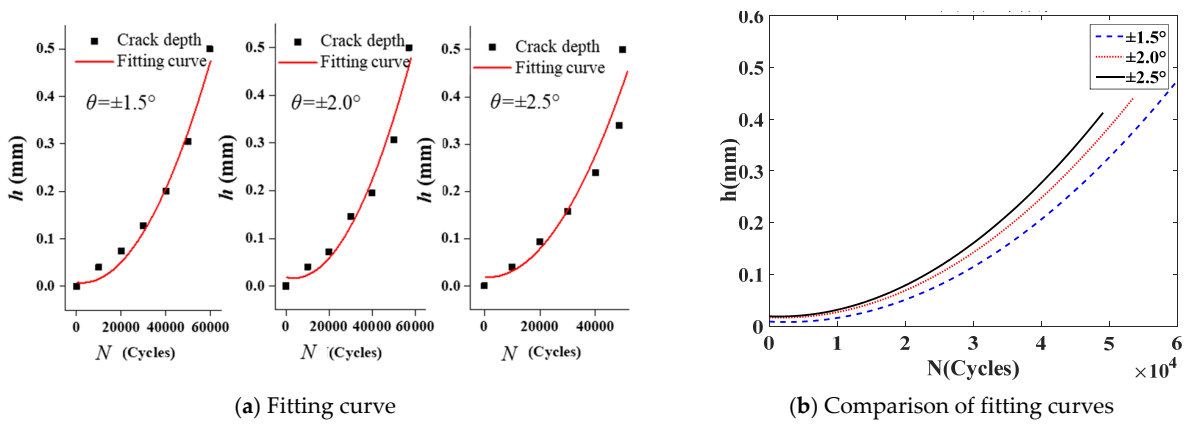 0.5
0.4
0.3
0.2
0.1
0.0
h (mm)
Crack depth
Fitting curve
θ=±1.5°
0 20000 40000 60000
N (Cycles)
0.5
0.4
0.3
0.2
0.1
0.0
h (mm)
Crack depth
Fitting curve
θ=±2.0°
0 20000 40000 60000
N (Cycles)
0.5
0.4
0.3
0.2
0.1
0.0
h (mm)
Crack depth
Fitting curve
θ=±2.5°
0 20000 40000
N (Cycles)
0.6
0.5
0.4
0.3
0.2
0.1
0
h(mm)
±1.5°
±2.0°
±2.5°
0 1 2 3 4 5 60
N(Cycles)
×10⁴
(a) Fitting curve
(b) Comparison of fitting curves